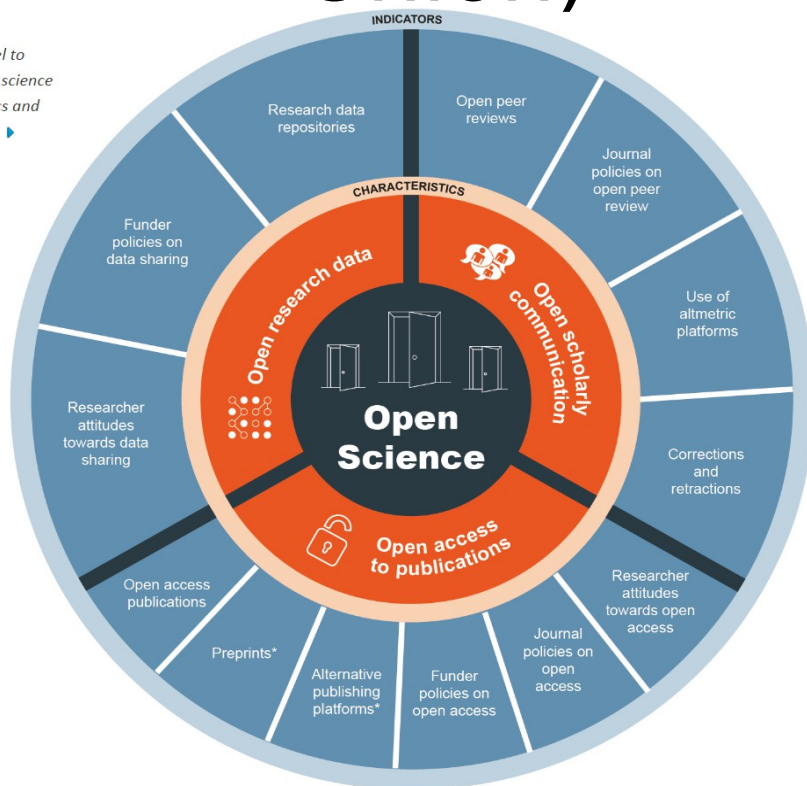 el to
science
s and
INDICATORS
Research data
repositories
Open peer
reviews
Journal
policies on
open peer
review
Funder
policies on
data sharing
CHARACTERISTICS
Open research data
Open scholarly
communication
Use of
altmetric
platforms
Researcher
attitudes
towards data
sharing
Open
Science
Corrections
and
retractions
Open access
to publications
Open access
publications
Preprints*
Alternative
publishing
platforms*
Funder
policies on
open access
Journal
policies on
open
access
Researcher
attitudes
towards open
access